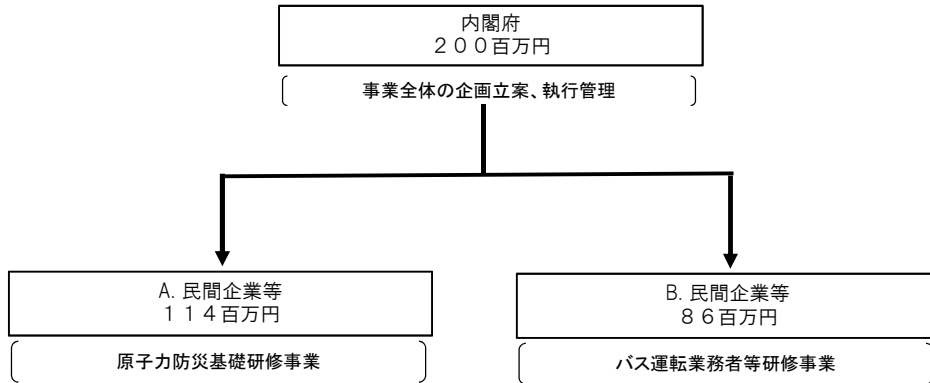 内閣府
２００百万円
事業全体の企画立案、執行管理
A. 民間企業等
１１４百万円
原子力防災基礎研修事業
B. 民間企業等
８６百万円
バス運転業務者等研修事業